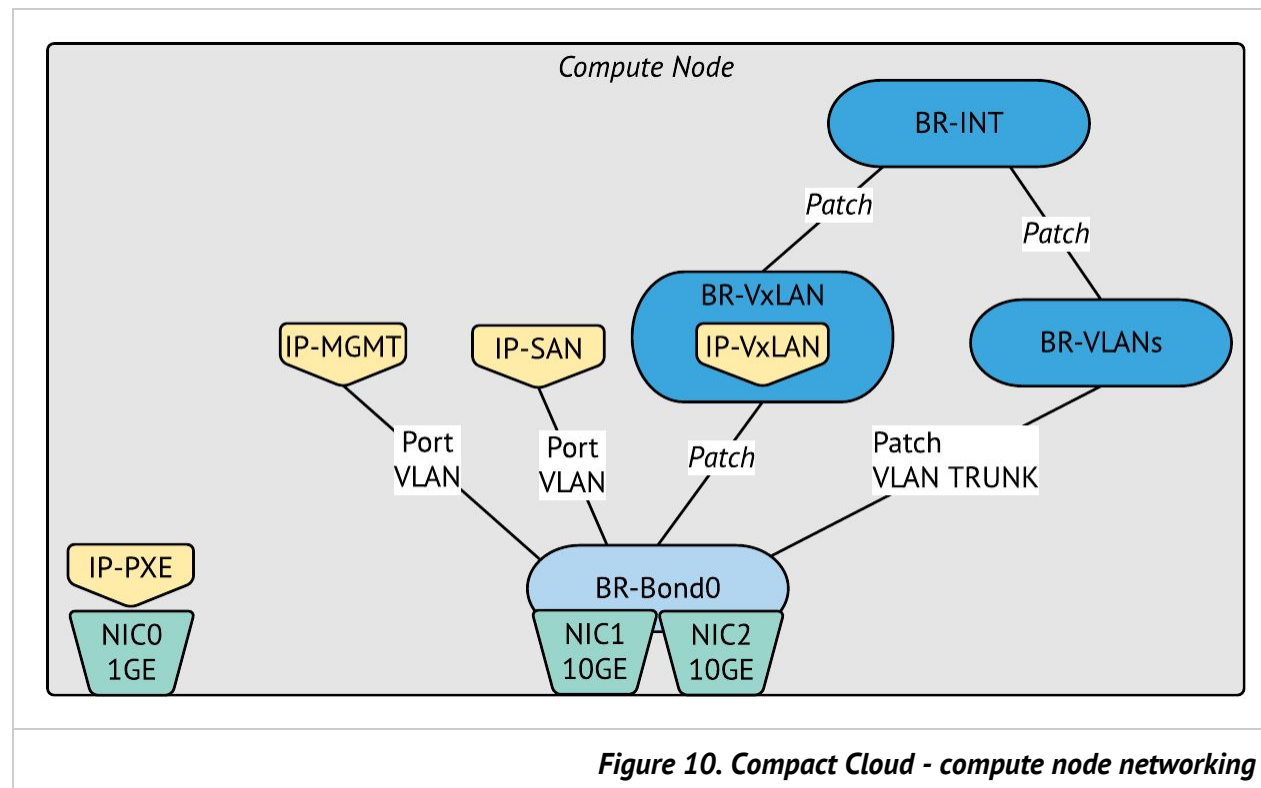 Compute Node
BR-INT
Patch
Patch
BR-VxLAN
IP-MGMT
IP-SAN
IP-VxLAN
BR-VLANs
Port
VLAN
Port
VLAN
Patch
Patch
VLAN TRUNK
IP-PXE
BR-Bond0
NIC0
1GE
NIC1
10GE
NIC2
10GE
Figure 10. Compact Cloud - compute node networking